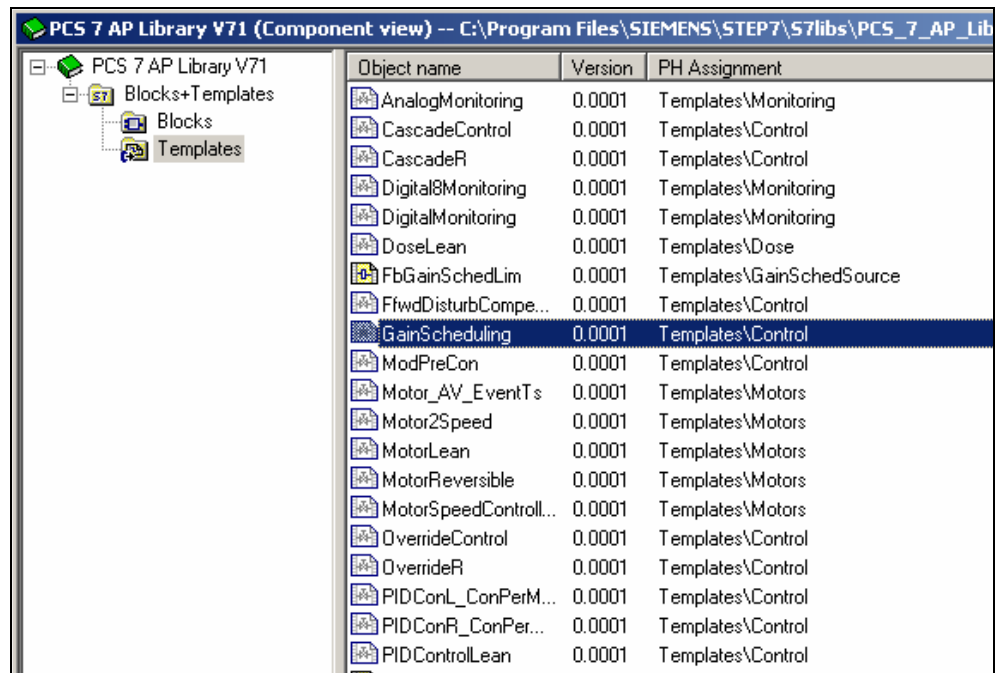 PCS 7 AP Library V71 (Component view) -- C:\Program Files\SIEMENS\STEP7\S7libs\PCS_7_AP_Lib
PCS 7 AP Library V71
Blocks+Templates
Blocks
Templates
Object name Version PH Assignment
AnalogMonitoring 0.0001 Templates\Monitoring
CascadeControl 0.0001 Templates\Control
CascadeR 0.0001 Templates\Control
Digital8Monitoring 0.0001 Templates\Monitoring
DigitalMonitoring 0.0001 Templates\Monitoring
DoseLean 0.0001 Templates\Dose
FbGainSchedLim 0.0001 Templates\GainSchedSource
FfwdDisturbCompe... 0.0001 Templates\Control
GainScheduling 0.0001 Templates\Control
ModPreCon 0.0001 Templates\Control
Motor_AV_EventTs 0.0001 Templates\Motors
Motor2Speed 0.0001 Templates\Motors
MotorLean 0.0001 Templates\Motors
MotorReversible 0.0001 Templates\Motors
MotorSpeedControll... 0.0001 Templates\Motors
OverrideControl 0.0001 Templates\Control
OverrideR 0.0001 Templates\Control
PIDConL_ConPerM... 0.0001 Templates\Control
PIDConR_ConPer... 0.0001 Templates\Control
PIDControlLean 0.0001 Templates\Control